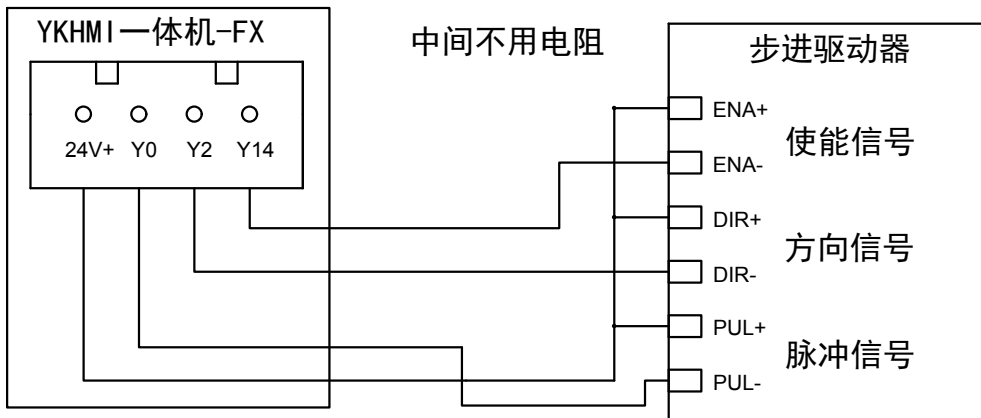 YKHMI一体机-FX
24V+ Y0 Y2 Y14
中间不用电阻
步进驱动器
ENA+
使能信号
ENA-
DIR+
方向信号
DIR-
PUL+
脉冲信号
PUL-